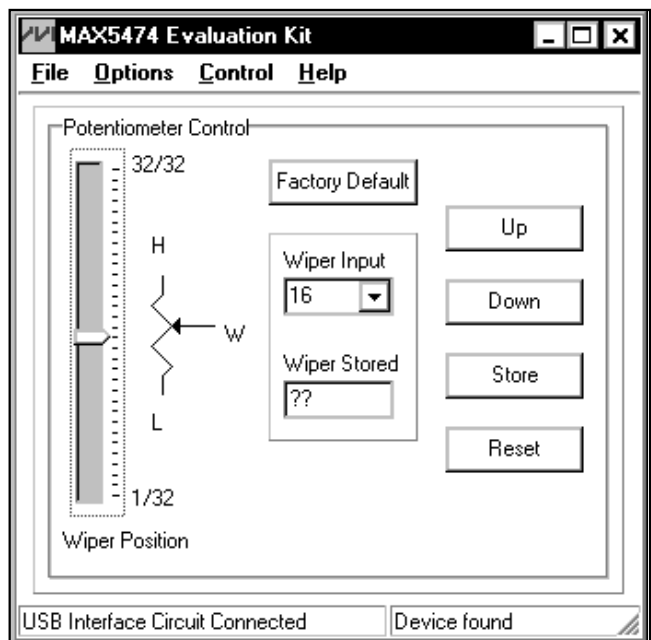 MAX5474 Evaluation Kit
File Options Control Help
Potentiometer Control
32/32
Factory Default
Up
H
Wiper Input
16
Down
W
Wiper Stored
??
Store
L
Reset
1/32
Wiper Position
USB Interface Circuit Connected
Device found